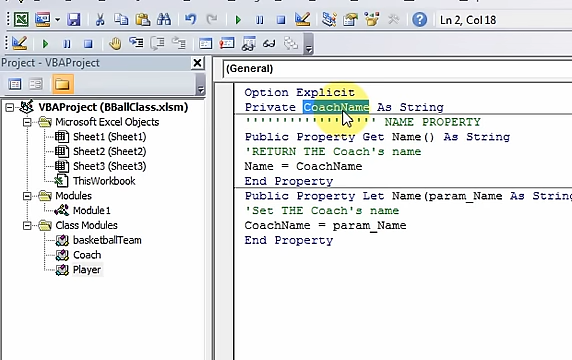 Ln 2, Col 18
Project - VBAProject
VBAProject (BBallClass.xlsm)
Microsoft Excel Objects
Sheet1 (Sheet1)
Sheet2 (Sheet2)
Sheet3 (Sheet3)
ThisWorkbook
Modules
Module1
Class Modules
basketballTeam
Coach
Player
(General)
Option Explicit
Private CoachName As String
'''''''''''''''''' NAME PROPERTY
Public Property Get Name() As String
'RETURN THE Coach's name
Name = CoachName
End Property
Public Property Let Name(param_Name As String
'Set THE Coach's name
CoachName = param_Name
End Property